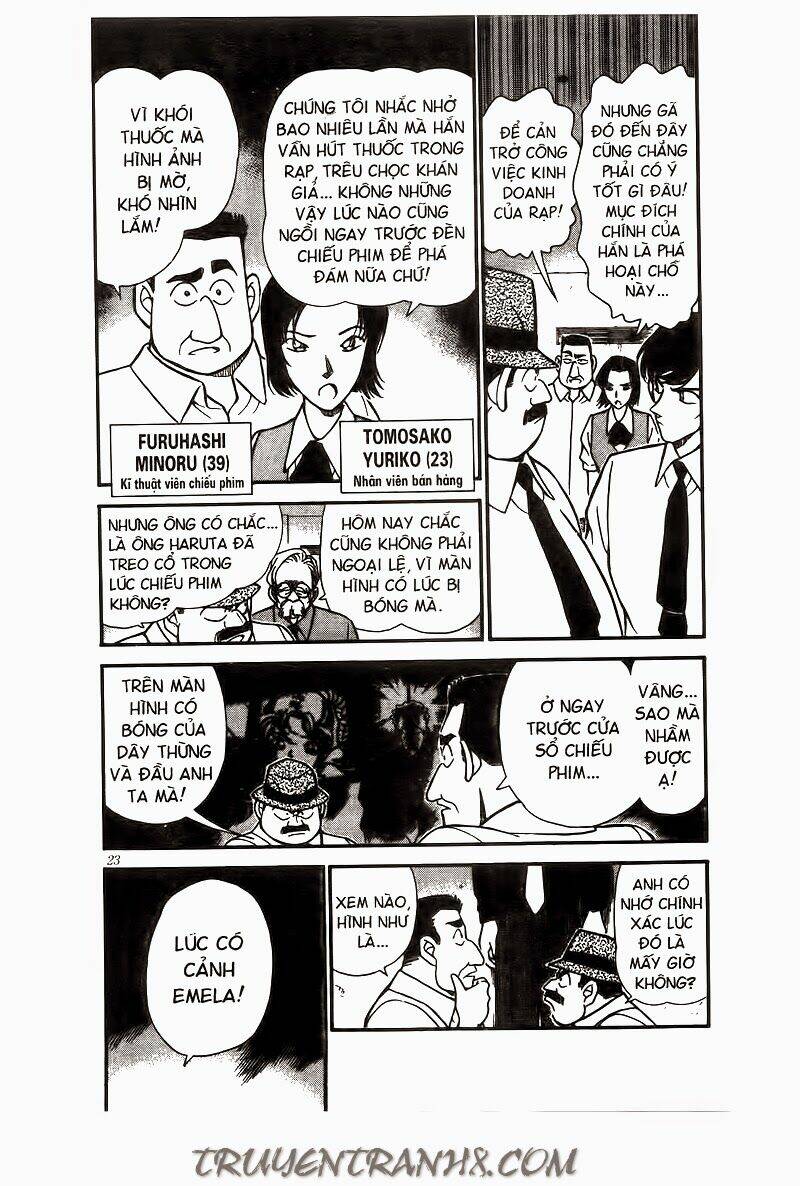 NHƯNG GÃ
ĐÓ ĐẾN ĐÂY
CŨNG CHẲNG
PHẢI CÓ Ý
TỐT GÌ ĐÂU!
MỤC ĐÍCH
CHÍNH CỦA
HẮN LÀ PHÁ
HOẠI CHỖ
NÀY...
ĐỂ CẢN
TRỞ CÔNG
VIỆC KINH
DOANH
CỦA RẠP!
CHÚNG TÔI NHẮC NHỞ
BAO NHIÊU LẦN MÀ HẮN
VẪN HÚT THUỐC TRONG
RẠP, TRÊU CHỌC KHÁN
GIẢ... KHÔNG NHỮNG
VẬY LÚC NÀO CŨNG
NGỒI NGAY TRƯỚC ĐÈN
CHIẾU PHIM ĐỂ PHÁ
ĐÁM NỮA CHỨ!
VÌ KHÓI
THUỐC MÀ
HÌNH ẢNH
BỊ MỜ,
KHÓ NHÌN
LẮM!
FURUHASHI
MINORU (39)
Kĩ thuật viên chiếu phim
TOMOSAKO
YURIKO (23)
Nhân viên bán hàng
HÔM NAY CHẮC
CŨNG KHÔNG PHẢI
NGOẠI LỆ, VÌ MÀN
HÌNH CÓ LÚC BỊ
BÓNG MÀ.
NHƯNG ÔNG CÓ CHẮC...
LÀ ÔNG HARUTA ĐÃ
TREO CỔ TRONG
LÚC CHIẾU PHIM
KHÔNG?
VÂNG...
SAO MÀ
NHẦM
ĐƯỢC
Ạ!
Ở NGAY
TRƯỚC CỬA
SỔ CHIẾU
PHIM...
TRÊN MÀN
HÌNH CÓ
BÓNG CỦA
DÂY THỪNG
VÀ ĐẦU ANH
TA MÀ!
23
ANH CÓ
NHỚ CHÍNH
XÁC LÚC
ĐÓ LÀ
MẤY GIỜ
KHÔNG?
XEM NÀO,
HÌNH NHƯ
LÀ...
LÚC CÓ
CẢNH
EMELA!
TRUYENTRANH8.COM